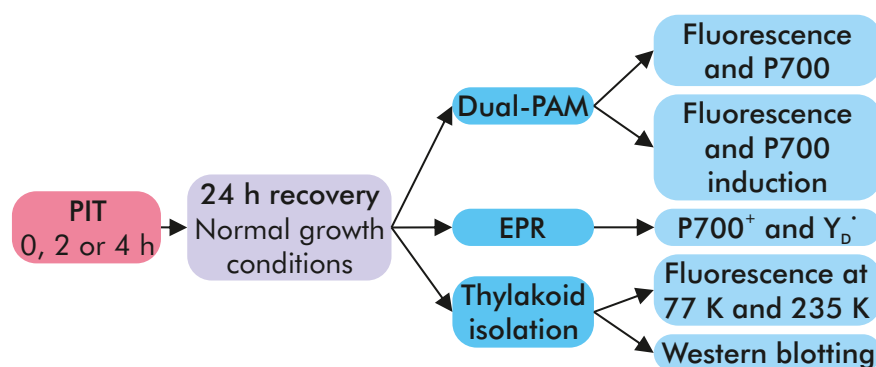 PIT
0, 2 or 4 h
24 h recovery
Normal growth
conditions
Dual-PAM
EPR
Thylakoid
isolation
Fluorescence
and P700
Fluorescence
and P700
induction
P700⁺ and Y_D˙
Fluorescence at
77 K and 235 K
Western blotting